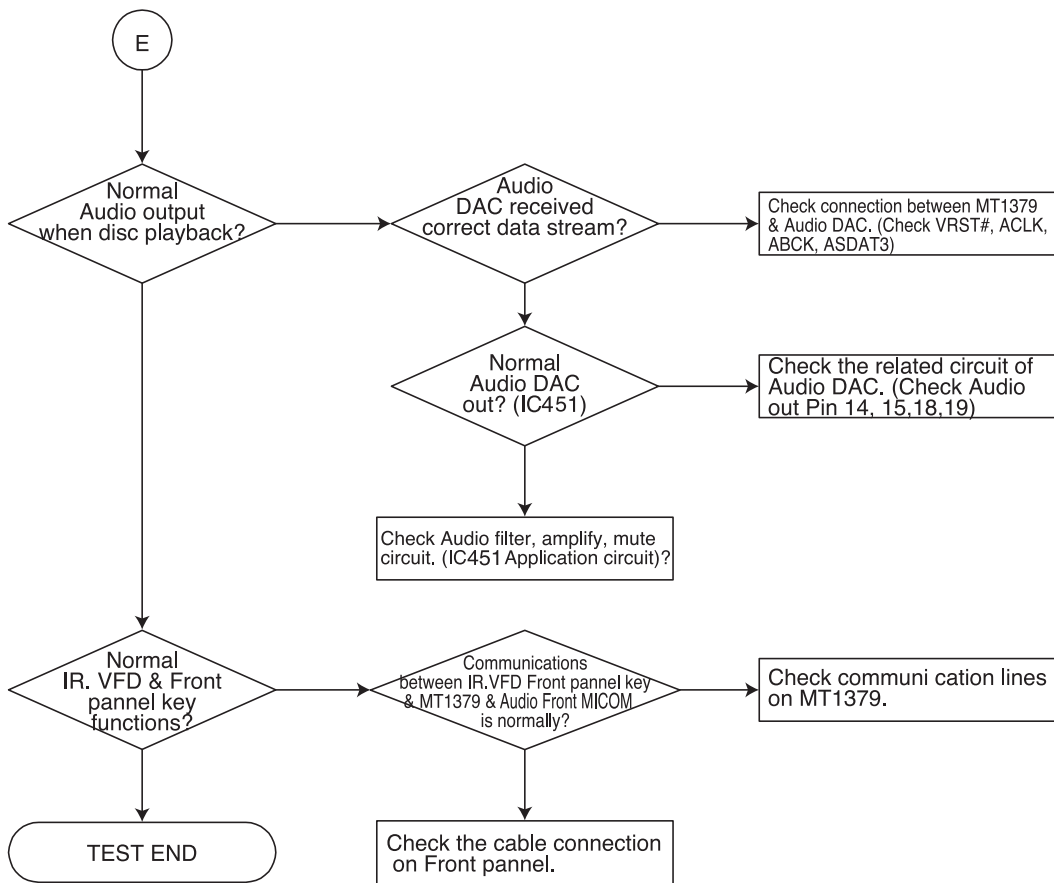 E
Normal
Audio output
when disc playback?
Audio
DAC received
correct data stream?
Check connection between MT1379
& Audio DAC. (Check VRST#, ACLK,
ABCK, ASDAT3)
Normal
Audio DAC
out? (IC451)
Check the related circuit of
Audio DAC. (Check Audio
out Pin 14, 15,18,19)
Check Audio filter, amplify, mute
circuit. (IC451 Application circuit)?
Normal
IR. VFD & Front
pannel key
functions?
Communications
between IR.VFD Front pannel key
& MT1379 & Audio Front MICOM
is normally?
Check communi cation lines
on MT1379.
TEST END
Check the cable connection
on Front pannel.